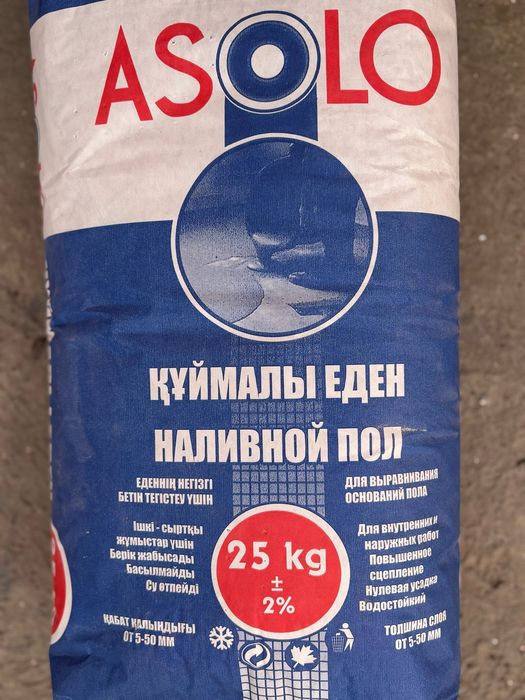 ASOLO
ҚҰЙМАЛЫ ЕДЕН
НАЛИВНОЙ ПОЛ
ЕДЕННІҢ НЕГІЗГІ
БЕТІН ТЕГІСТЕУ ҮШІН
ДЛЯ ВЫРАВНИВАНИЯ
ОСНОВАНИЙ ПОЛА
Ішкі - сыртқы
жұмыстар үшін
Берік жабысады
Басылмайды
Су өтпейді
25 kg
±
2%
Для внутренних и
наружных работ
Повышенное
сцепление
Нулевая усадка
Водостойкий
ҚАБАТ ҚАЛЫҢДЫҒЫ
ОТ 5-50 ММ
ТОЛЩИНА СЛОЯ
ОТ 5-50 ММ